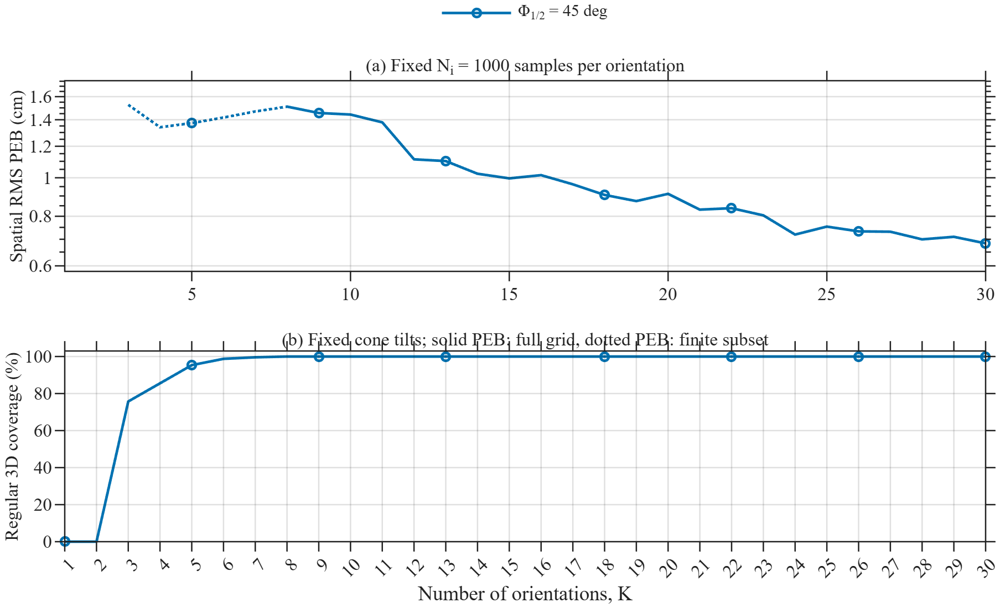 Φ1/2 = 45 deg
(a) Fixed Ni = 1000 samples per orientation
Spatial RMS PEB (cm)
1.6
1.4
1.2
1
0.8
0.6
5 10 15 20 25 30
(b) Fixed cone tilts; solid PEB: full grid, dotted PEB: finite subset
Regular 3D coverage (%)
100
80
60
40
20
0
1 2 3 4 5 6 7 8 9 10 11 12 13 14 15 16 17 18 19 20 21 22 23 24 25 26 27 28 29 30
Number of orientations, K